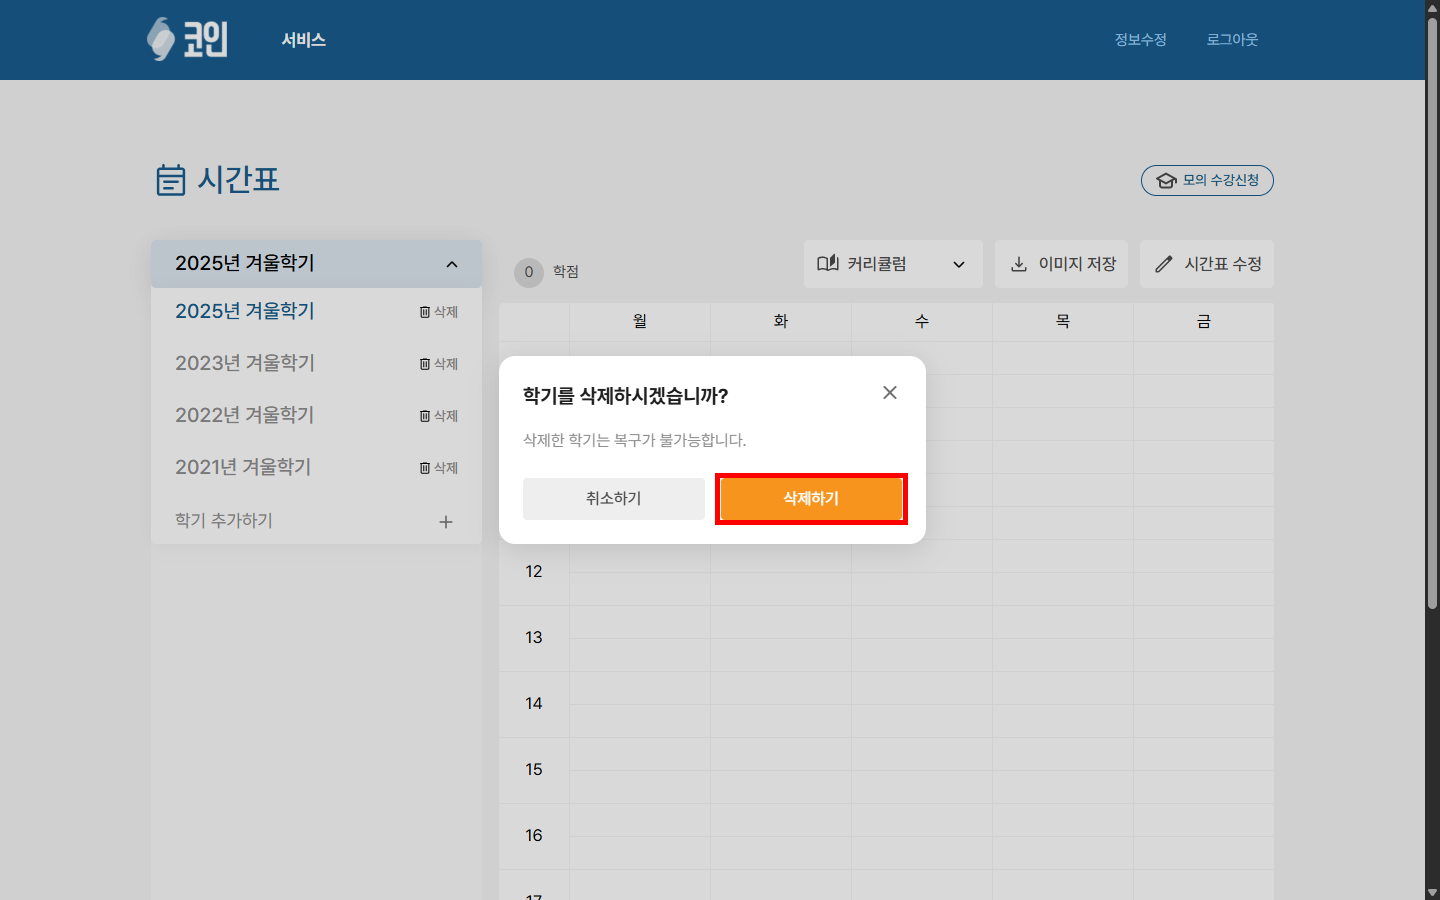 코인
서비스
정보수정
로그아웃
시간표
모의 수강신청
2025년 겨울학기
2025년 겨울학기
삭제
2023년 겨울학기
삭제
2022년 겨울학기
삭제
2021년 겨울학기
삭제
학기 추가하기
0 학점
커리큘럼
이미지 저장
시간표 수정
월 화 수 목 금
학기를 삭제하시겠습니까?
삭제한 학기는 복구가 불가능합니다.
취소하기
삭제하기
12
13
14
15
16
17